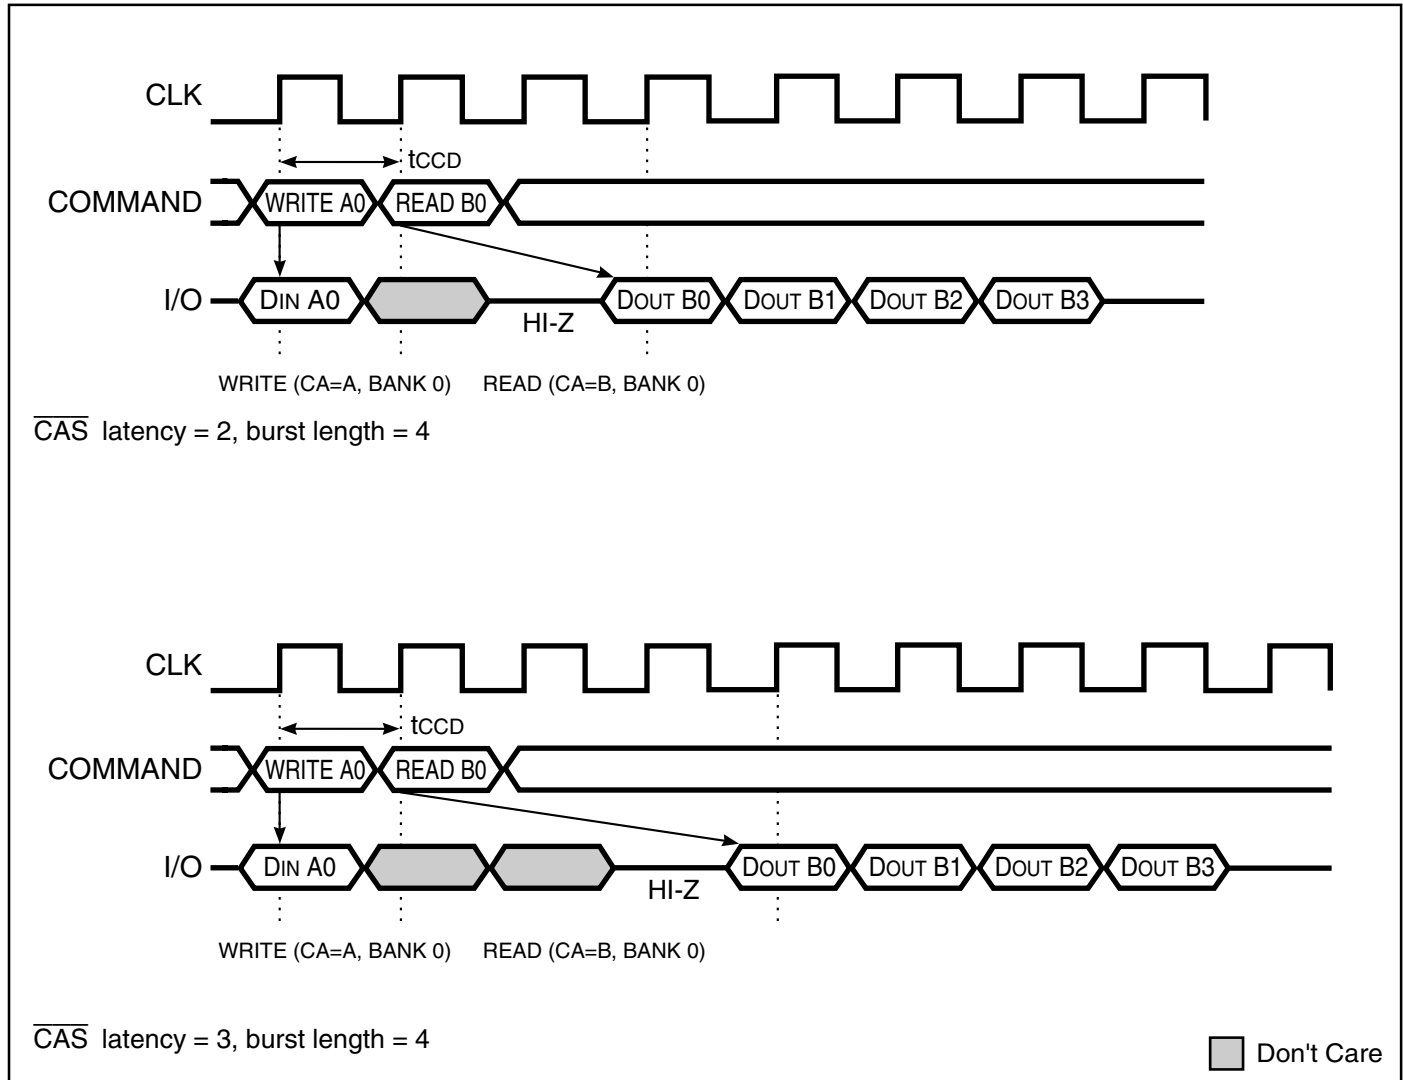 CLK
tCCD
COMMAND WRITE A0 READ B0
I/O DIN A0 DOUT B0 DOUT B1 DOUT B2 DOUT B3
HI-Z
WRITE (CA=A, BANK 0) READ (CA=B, BANK 0)
CAS latency = 2, burst length = 4
CLK
tCCD
COMMAND WRITE A0 READ B0
I/O DIN A0 DOUT B0 DOUT B1 DOUT B2 DOUT B3
HI-Z
WRITE (CA=A, BANK 0) READ (CA=B, BANK 0)
CAS latency = 3, burst length = 4
Don't Care